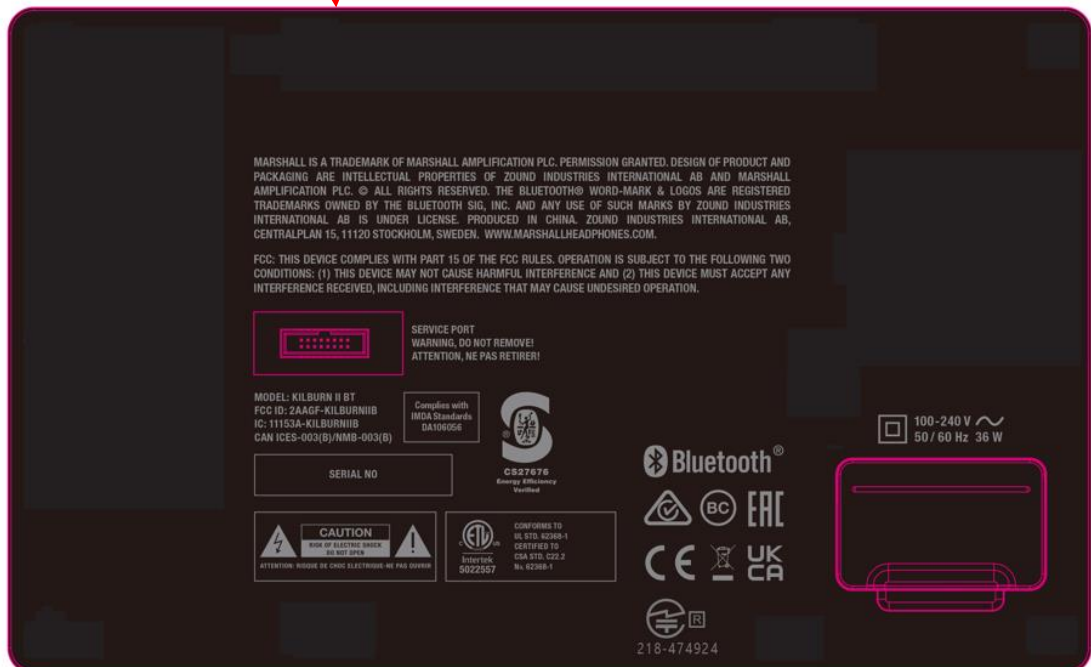 MARSHALL IS A TRADEMARK OF MARSHALL AMPLIFICATION PLC. PERMISSION GRANTED. DESIGN OF PRODUCT AND
PACKAGING ARE INTELLECTUAL PROPERTIES OF ZOUND INDUSTRIES INTERNATIONAL AB AND MARSHALL
AMPLIFICATION PLC. © ALL RIGHTS RESERVED. THE BLUETOOTH® WORD-MARK & LOGOS ARE REGISTERED
TRADEMARKS OWNED BY THE BLUETOOTH SIG, INC. AND ANY USE OF SUCH MARKS BY ZOUND INDUSTRIES
INTERNATIONAL AB IS UNDER LICENSE. PRODUCED IN CHINA. ZOUND INDUSTRIES INTERNATIONAL AB,
CENTRALPLAN 15, 11120 STOCKHOLM, SWEDEN. WWW.MARSHALLHEADPHONES.COM.
FCC: THIS DEVICE COMPLIES WITH PART 15 OF THE FCC RULES. OPERATION IS SUBJECT TO THE FOLLOWING TWO
CONDITIONS: (1) THIS DEVICE MAY NOT CAUSE HARMFUL INTERFERENCE AND (2) THIS DEVICE MUST ACCEPT ANY
INTERFERENCE RECEIVED, INCLUDING INTERFERENCE THAT MAY CAUSE UNDESIRED OPERATION.
SERVICE PORT
WARNING, DO NOT REMOVE!
ATTENTION, NE PAS RETIRER!
MODEL: KILBURN II BT
FCC ID: 2AAGF-KILBURNIIB
IC: 11153A-KILBURNIIB
CAN ICES-003(B)/NMB-003(B)
Complies with
IMDA Standards
DA106056
S
®
CS27676
Energy Efficiency
Verified
100-240 V
50 / 60 Hz 36 W
SERIAL NO
Bluetooth®
BC EAC
CE UK
CA
CAUTION
RISK OF ELECTRIC SHOCK
DO NOT OPEN
ATTENTION: RISQUE DE CHOC ELECTRIQUE-NE PAS OUVRIR
C ETL US
Intertek
5022557
CONFORMS TO
UL STD. 62368-1
CERTIFIED TO
CSA STD. C22.2
No. 62368-1
R
218-474924